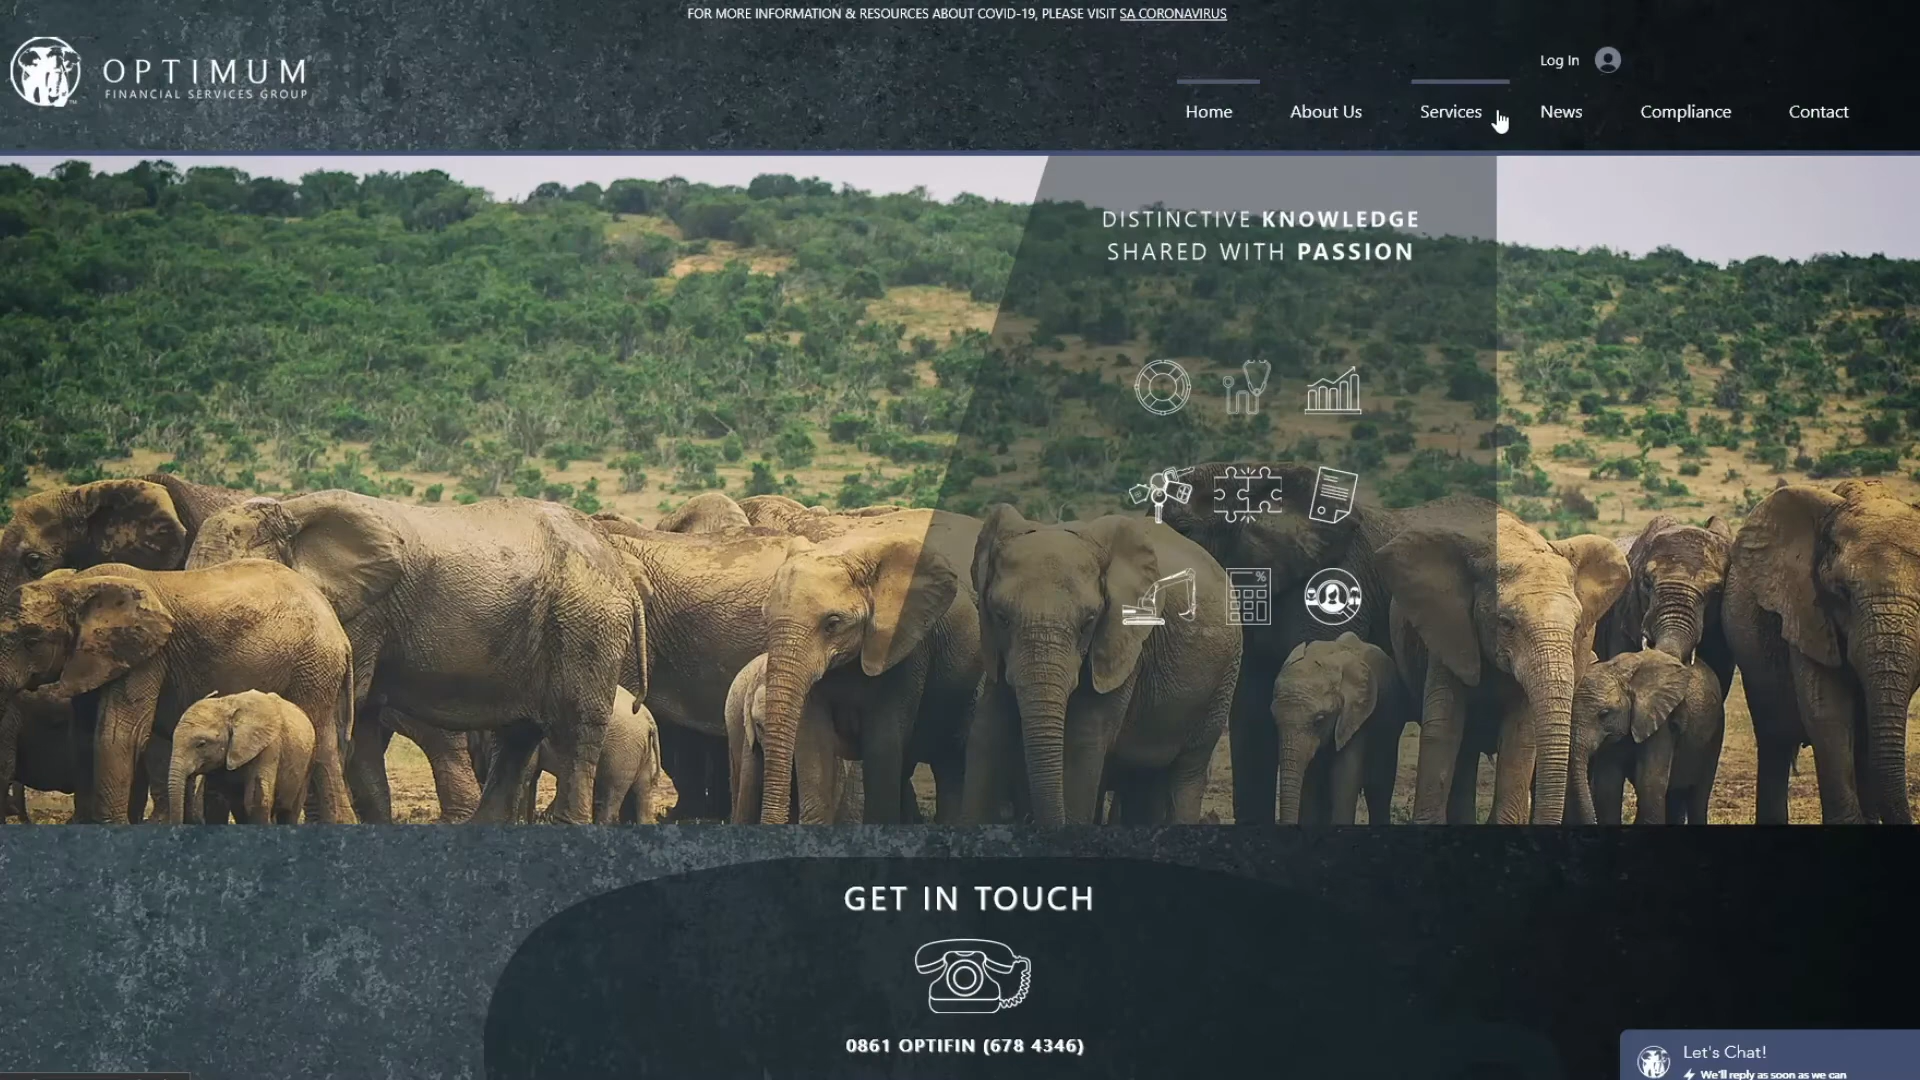 FOR MORE INFORMATION & RESOURCES ABOUT COVID-19, PLEASE VISIT SA CORONAVIRUS
OPTIMUM
FINANCIAL SERVICES GROUP
Log In
Home
About Us
Services
News
Compliance
Contact
DISTINCTIVE KNOWLEDGE
SHARED WITH PASSION
%
GET IN TOUCH
0861 OPTIFIN (678 4346)
Let's Chat!
We'll reply as soon as we can